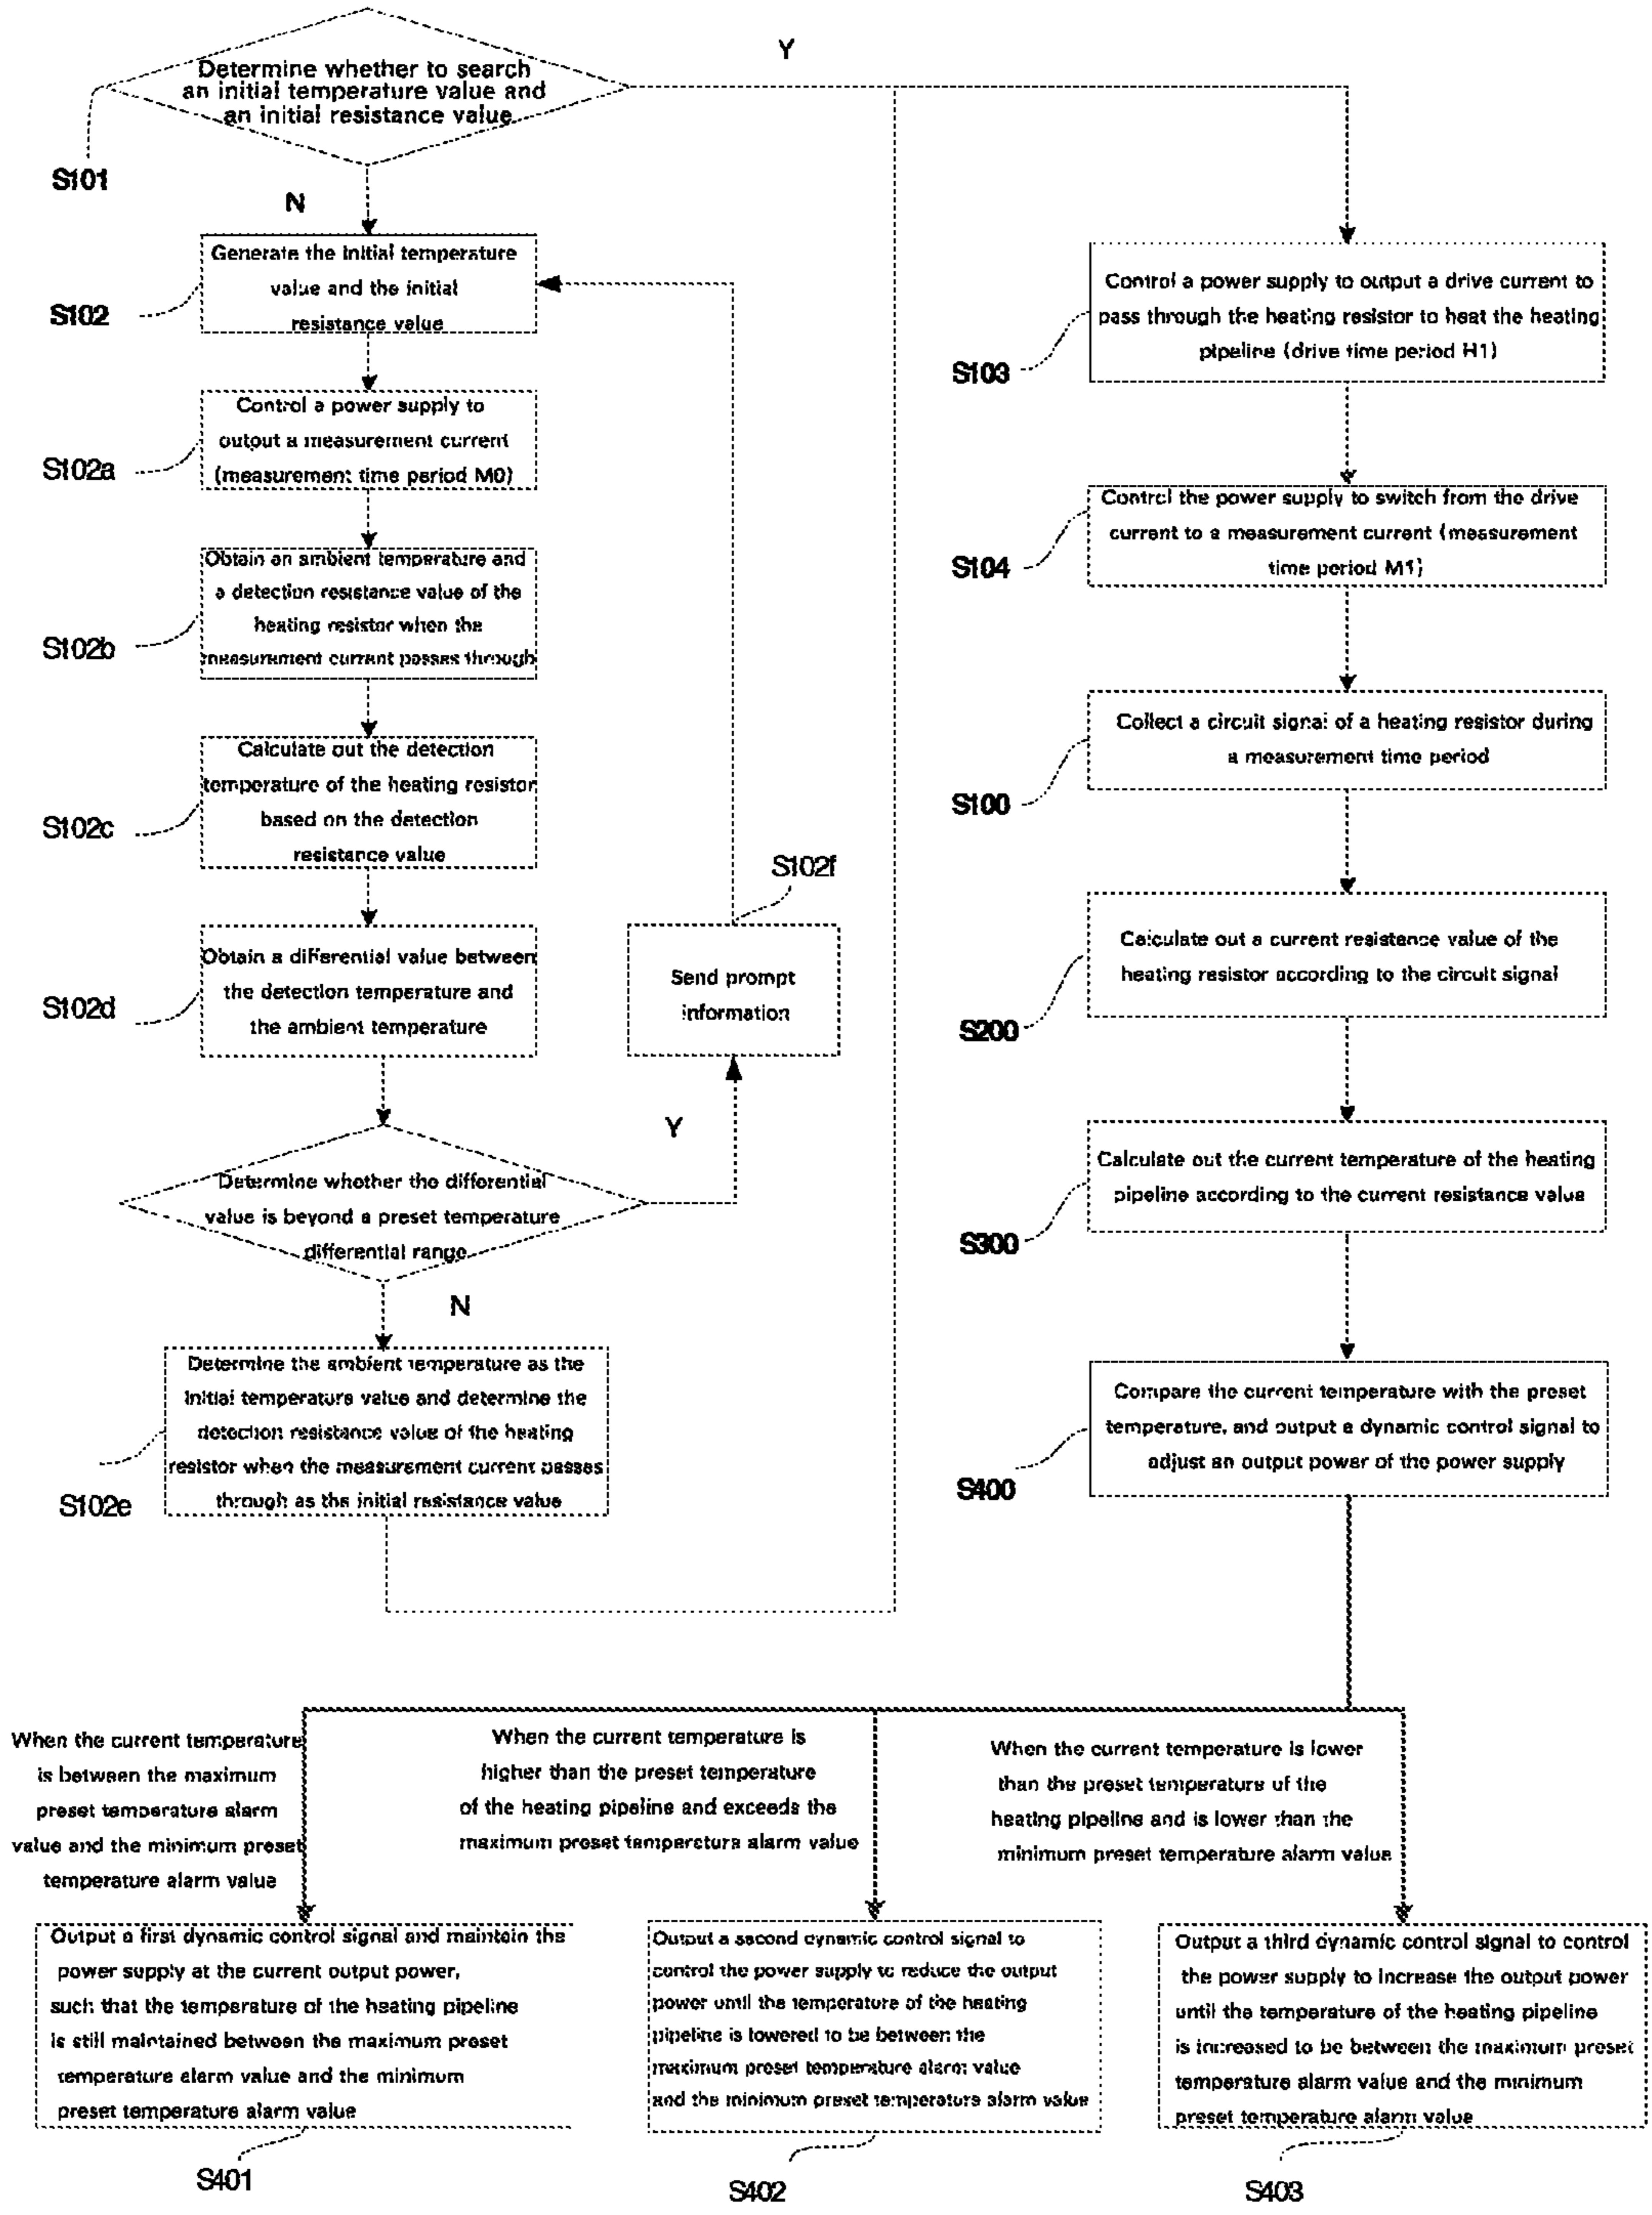 Determine whether to search
an initial temperature value and
an initial resistance value
Y
S101
N
Generate the initial temperature
value and the initial
resistance value
S102
Control a power supply to
output a measurement current
(measurement time period M0)
S102a
Obtain an ambient temperature and
a detection resistance value of the
heating resistor when the
measurement current passes through
S102b
Calculate out the detection
temperature of the heating resistor
based on the detection
resistance value
S102c
Obtain a differential value between
the detection temperature and
the ambient temperature
S102d
S102f
Send prompt
information
Y
Determine whether the differential
value is beyond a preset temperature
differential range
N
Determine the ambient temperature as the
initial temperature value and determine the
detection resistance value of the heating
resistor when the measurement current passes
through as the initial resistance value
S102e
Control a power supply to output a drive current to
pass through the heating resistor to heat the heating
pipeline (drive time period H1)
S103
Control the power supply to switch from the drive
current to a measurement current (measurement
time period M1)
S104
Collect a circuit signal of a heating resistor during
a measurement time period
S100
Calculate out a current resistance value of the
heating resistor according to the circuit signal
S200
Calculate out the current temperature of the heating
pipeline according to the current resistance value
S300
Compare the current temperature with the preset
temperature, and output a dynamic control signal to
adjust an output power of the power supply
S400
When the current temperature
is between the maximum
preset temperature alarm
value and the minimum preset
temperature alarm value
When the current temperature is
higher than the preset temperature
of the heating pipeline and exceeds the
maximum preset temperature alarm value
When the current temperature is lower
than the preset temperature of the
heating pipeline and is lower than the
minimum preset temperature alarm value
Output a first dynamic control signal and maintain the
power supply at the current output power,
such that the temperature of the heating pipeline
is still maintained between the maximum preset
temperature alarm value and the minimum
preset temperature alarm value
S401
Output a second dynamic control signal to
control the power supply to reduce the output
power until the temperature of the heating
pipeline is lowered to be between the
maximum preset temperature alarm value
and the minimum preset temperature alarm value
S402
Output a third dynamic control signal to control
the power supply to increase the output power
until the temperature of the heating pipeline
is increased to be between the maximum preset
temperature alarm value and the minimum
preset temperature alarm value
S403